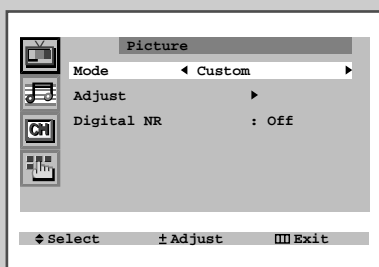 Picture
Mode ◀ Custom ▶
Adjust ▶
Digital NR : Off
CH
Select ± Adjust Exit